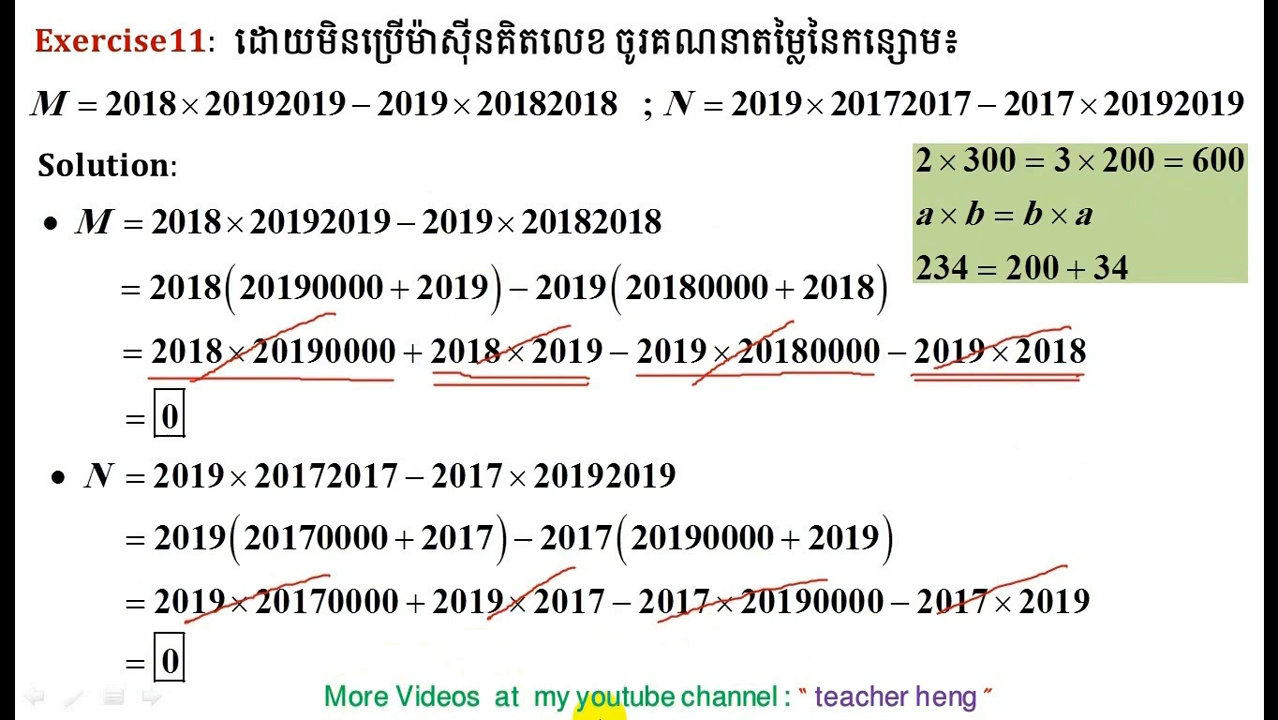 Exercise11: ដោយមិនប្រើម៉ាស៊ីនគិតលេខ ចូរគណនាតម្លៃនៃកន្សោម៖
M = 2018 × 20192019 − 2019 × 20182018 ; N = 2019 × 20172017 − 2017 × 20192019
Solution:
2 × 300 = 3 × 200 = 600
a × b = b × a
234 = 200 + 34
• M = 2018 × 20192019 − 2019 × 20182018
= 2018(20190000 + 2019) − 2019(20180000 + 2018)
= 2018 × 20190000 + 2018 × 2019 − 2019 × 20180000 − 2019 × 2018
= 0
• N = 2019 × 20172017 − 2017 × 20192019
= 2019(20170000 + 2017) − 2017(20190000 + 2019)
= 2019 × 20170000 + 2019 × 2017 − 2017 × 20190000 − 2017 × 2019
= 0
More Videos at my youtube channel : “ teacher heng ”